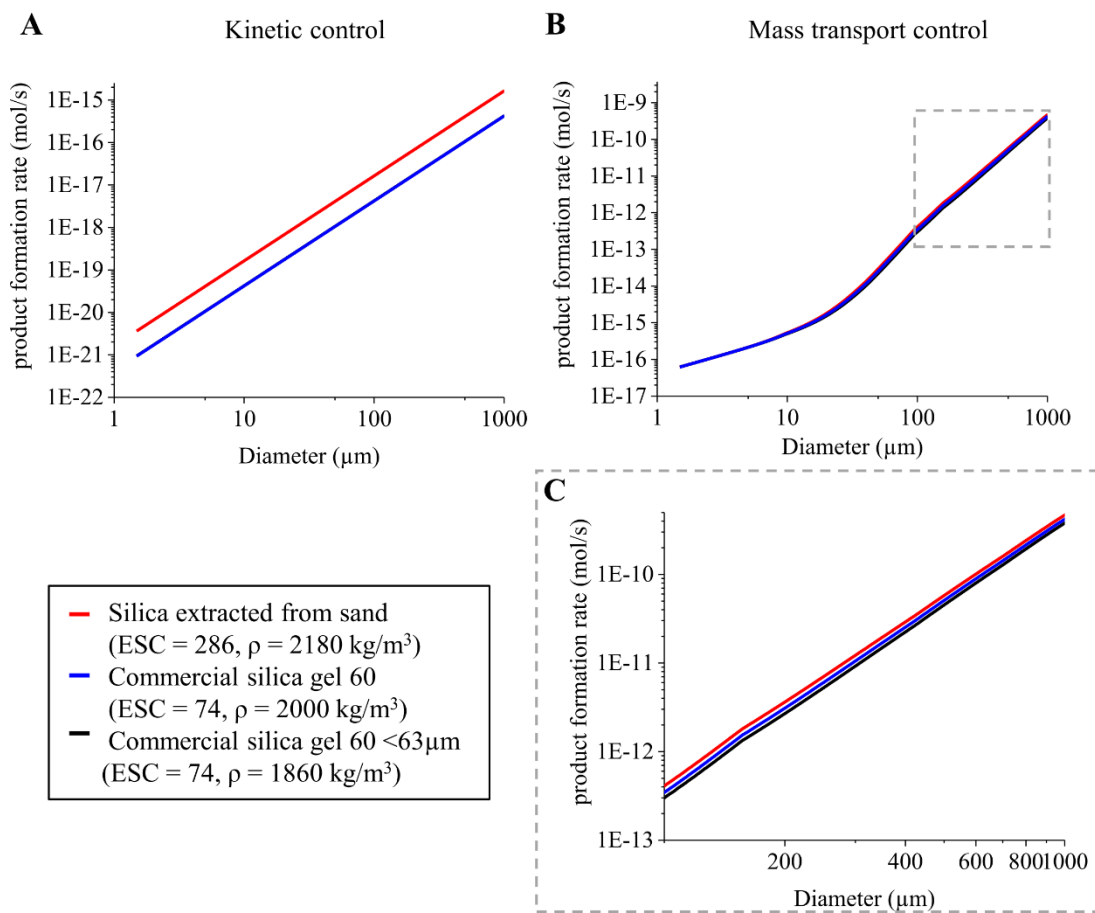 A
Kinetic control
product formation rate (mol/s)
1E-15
1E-16
1E-17
1E-18
1E-19
1E-20
1E-21
1E-22
1
10
100
1000
Diameter (µm)
B
Mass transport control
product formation rate (mol/s)
1E-9
1E-10
1E-11
1E-12
1E-13
1E-14
1E-15
1E-16
1E-17
1
10
100
1000
Diameter (µm)
Silica extracted from sand
(ESC = 286, ρ = 2180 kg/m³)
Commercial silica gel 60
(ESC = 74, ρ = 2000 kg/m³)
Commercial silica gel 60 <63µm
(ESC = 74, ρ = 1860 kg/m³)
C
product formation rate (mol/s)
1E-10
1E-11
1E-12
1E-13
200
400
600
800
1000
Diameter (µm)